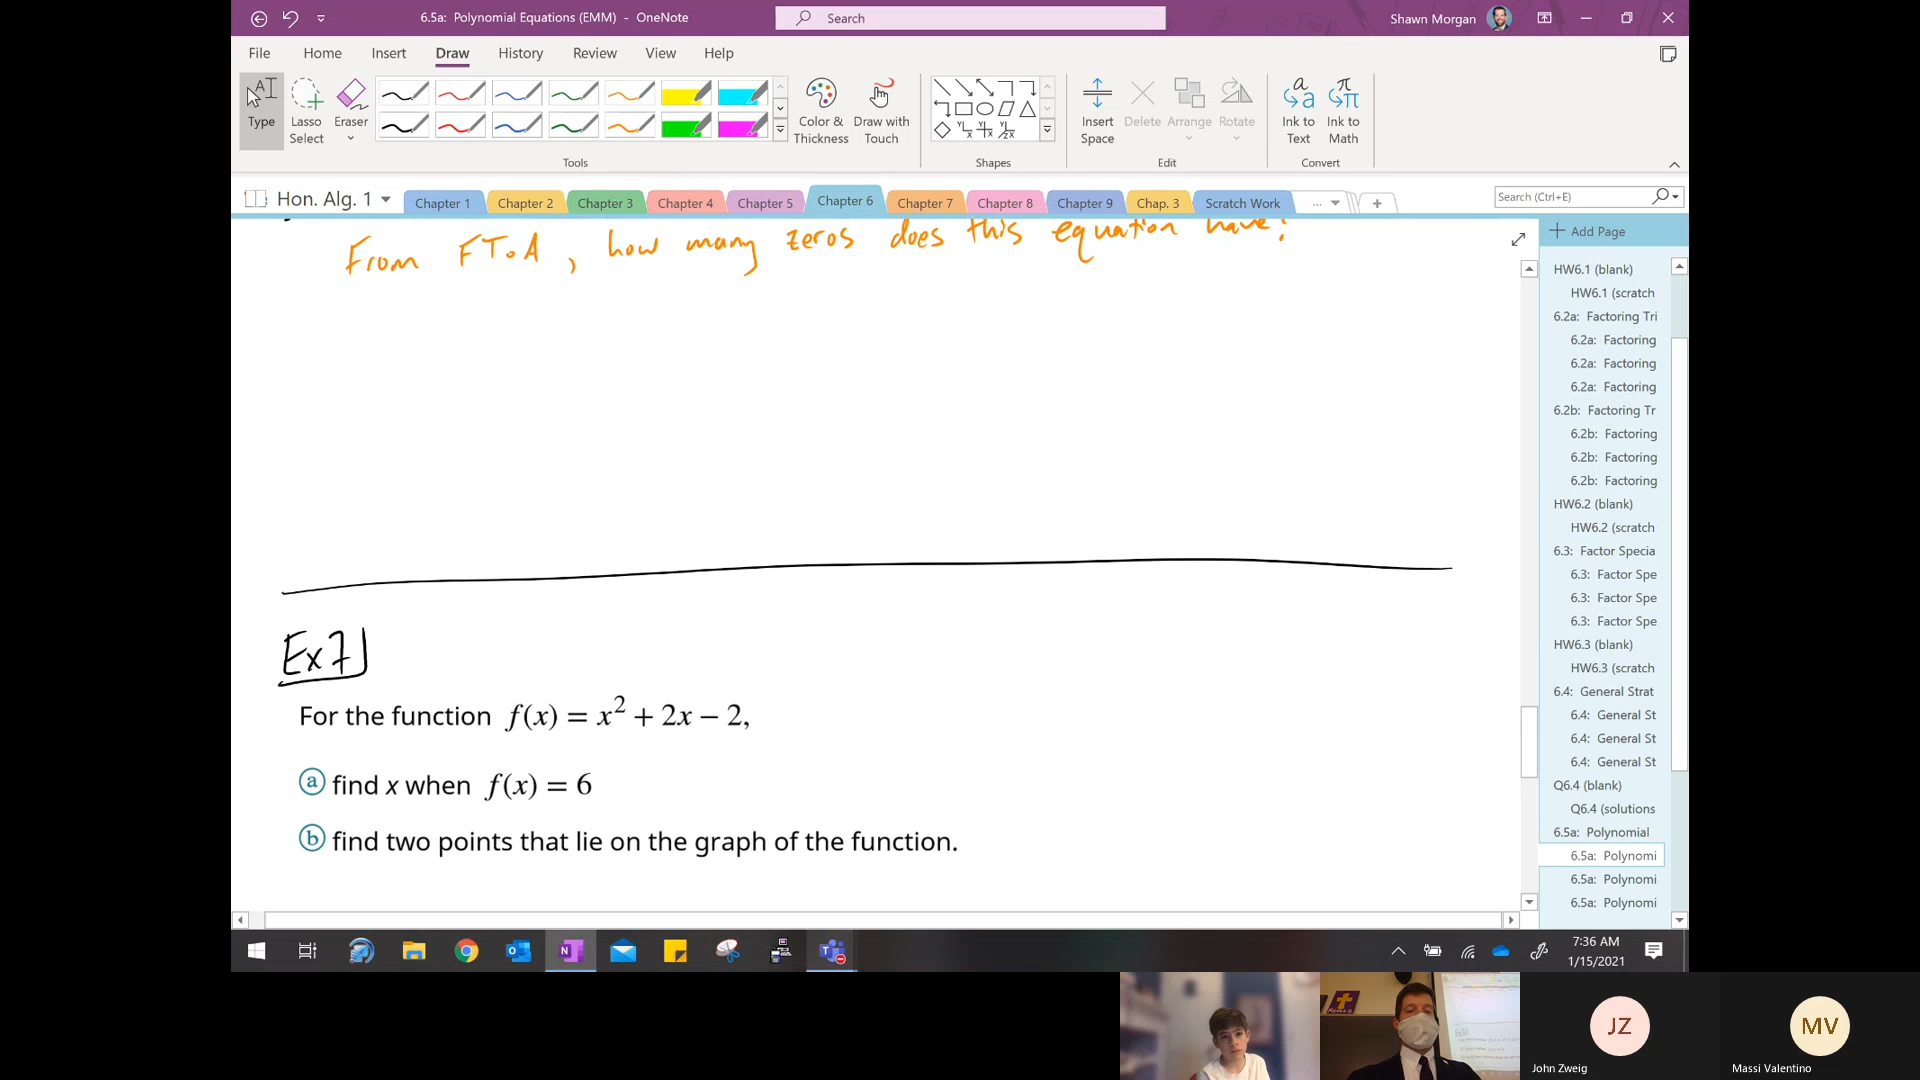 6.5a: Polynomial Equations (EMM) - OneNote
Search
Shawn Morgan
File Home Insert Draw History Review View Help
Type
Lasso Select
Eraser
Color & Thickness
Draw with Touch
Insert Space
Delete
Arrange
Rotate
Ink to Text
Ink to Math
Tools
Shapes
Edit
Convert
Hon. Alg. 1
Chapter 1 Chapter 2 Chapter 3 Chapter 4 Chapter 5 Chapter 6 Chapter 7 Chapter 8 Chapter 9 Chap. 3 Scratch Work ...
Search (Ctrl+E)
From FToA, how many zeros does this equation have?
Ex 7
For the function f(x) = x² + 2x − 2,
ⓐ find x when f(x) = 6
ⓑ find two points that lie on the graph of the function.
Add Page
HW6.1 (blank)
HW6.1 (scratch
6.2a: Factoring Tri
6.2a: Factoring
6.2a: Factoring
6.2a: Factoring
6.2b: Factoring Tr
6.2b: Factoring
6.2b: Factoring
6.2b: Factoring
HW6.2 (blank)
HW6.2 (scratch
6.3: Factor Specia
6.3: Factor Spe
6.3: Factor Spe
6.3: Factor Spe
HW6.3 (blank)
HW6.3 (scratch
6.4: General Strat
6.4: General St
6.4: General St
6.4: General St
Q6.4 (blank)
Q6.4 (solutions
6.5a: Polynomial
6.5a: Polynomi
6.5a: Polynomi
6.5a: Polynomi
7:36 AM
1/15/2021
JZ
John Zweig
MV
Massi Valentino